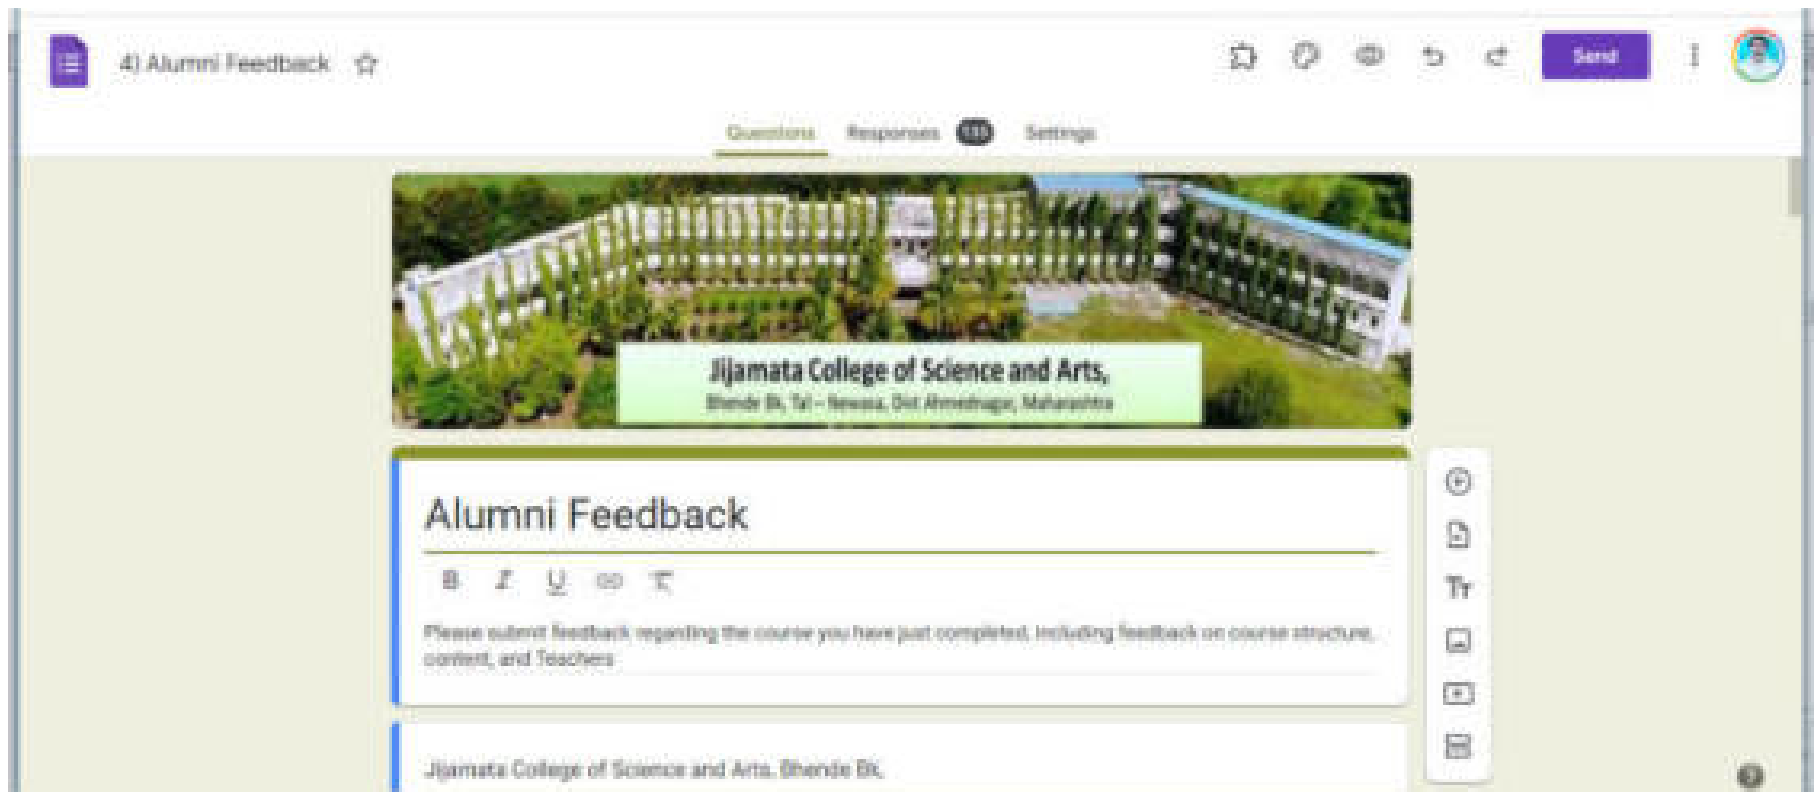 4) Alumni Feedback
Send
Questions Responses Settings
Jijamata College of Science and Arts,
Bhende Bk, Tal - Newasa, Dist Ahmednagar, Maharashtra
Alumni Feedback
B I U
Tr
Please submit feedback regarding the course you have just completed, including feedback on course structure,
content, and Teachers
Jijamata College of Science and Arts, Bhende Bk,